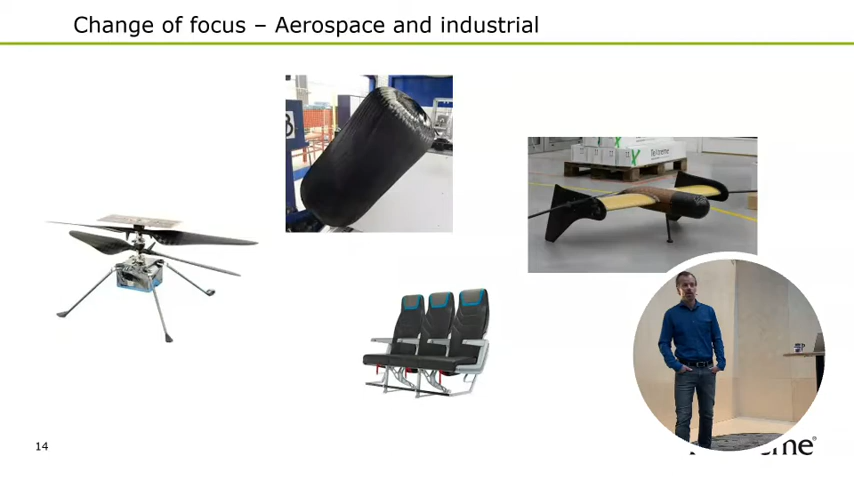 Change of focus – Aerospace and industrial
14